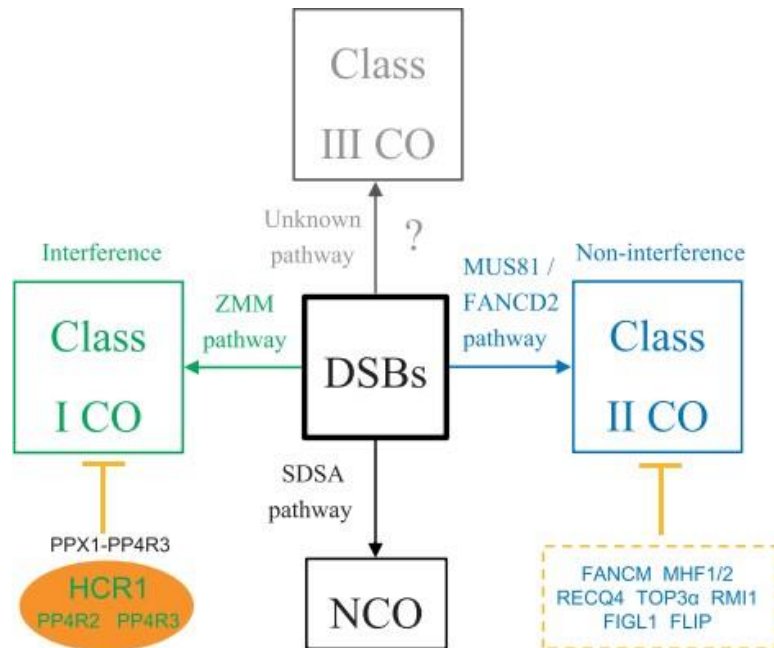 Class
III CO
Unknown
pathway
?
Interference
Class
I CO
ZMM
pathway
DSBs
MUS81 /
FANCD2
pathway
Non-interference
Class
II CO
SDSA
pathway
NCO
PPX1-PP4R3
HCR1
PP4R2 PP4R3
FANCM MHF1/2
RECQ4 TOP3α RMI1
FIGL1 FLIP